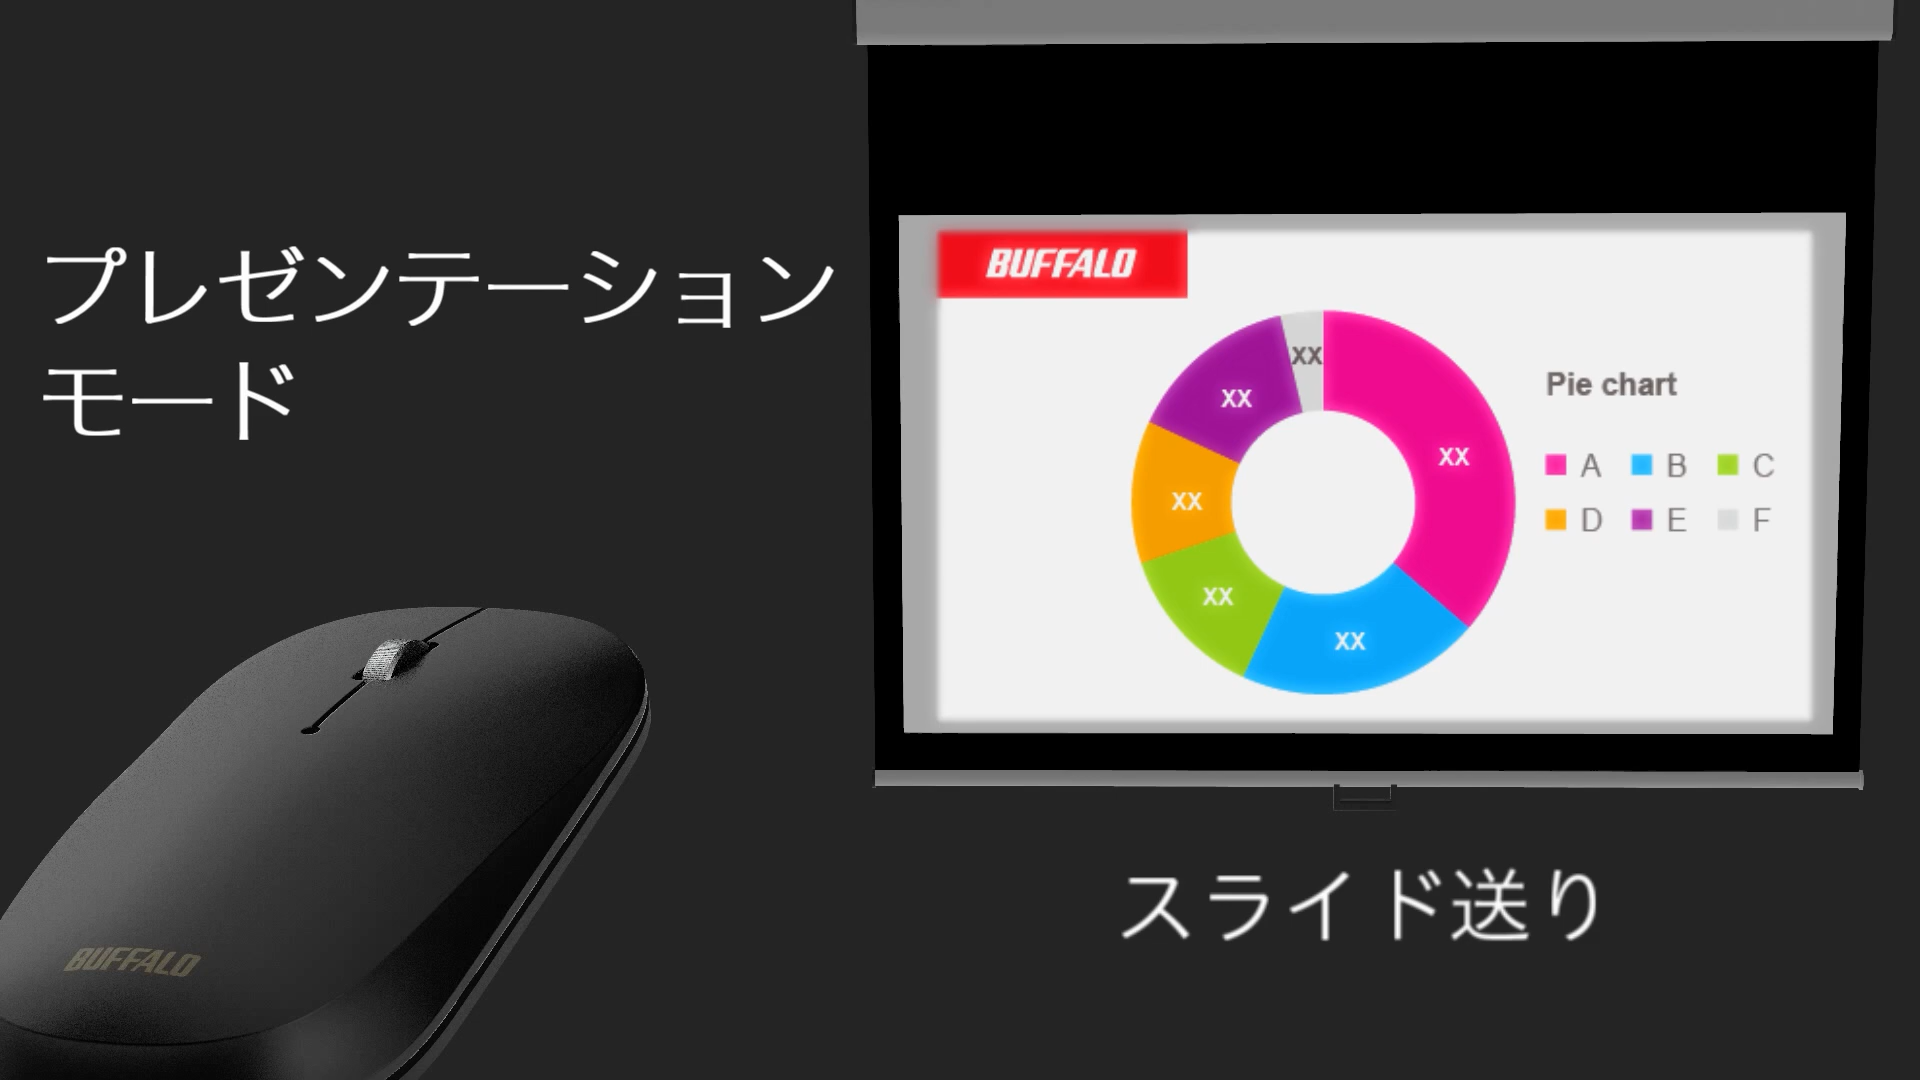 プレゼンテーション
モード
BUFFALO
Pie chart
XX
XX
XX
XX
XX
XX
A B C
D E F
BUFFALO
スライド送り